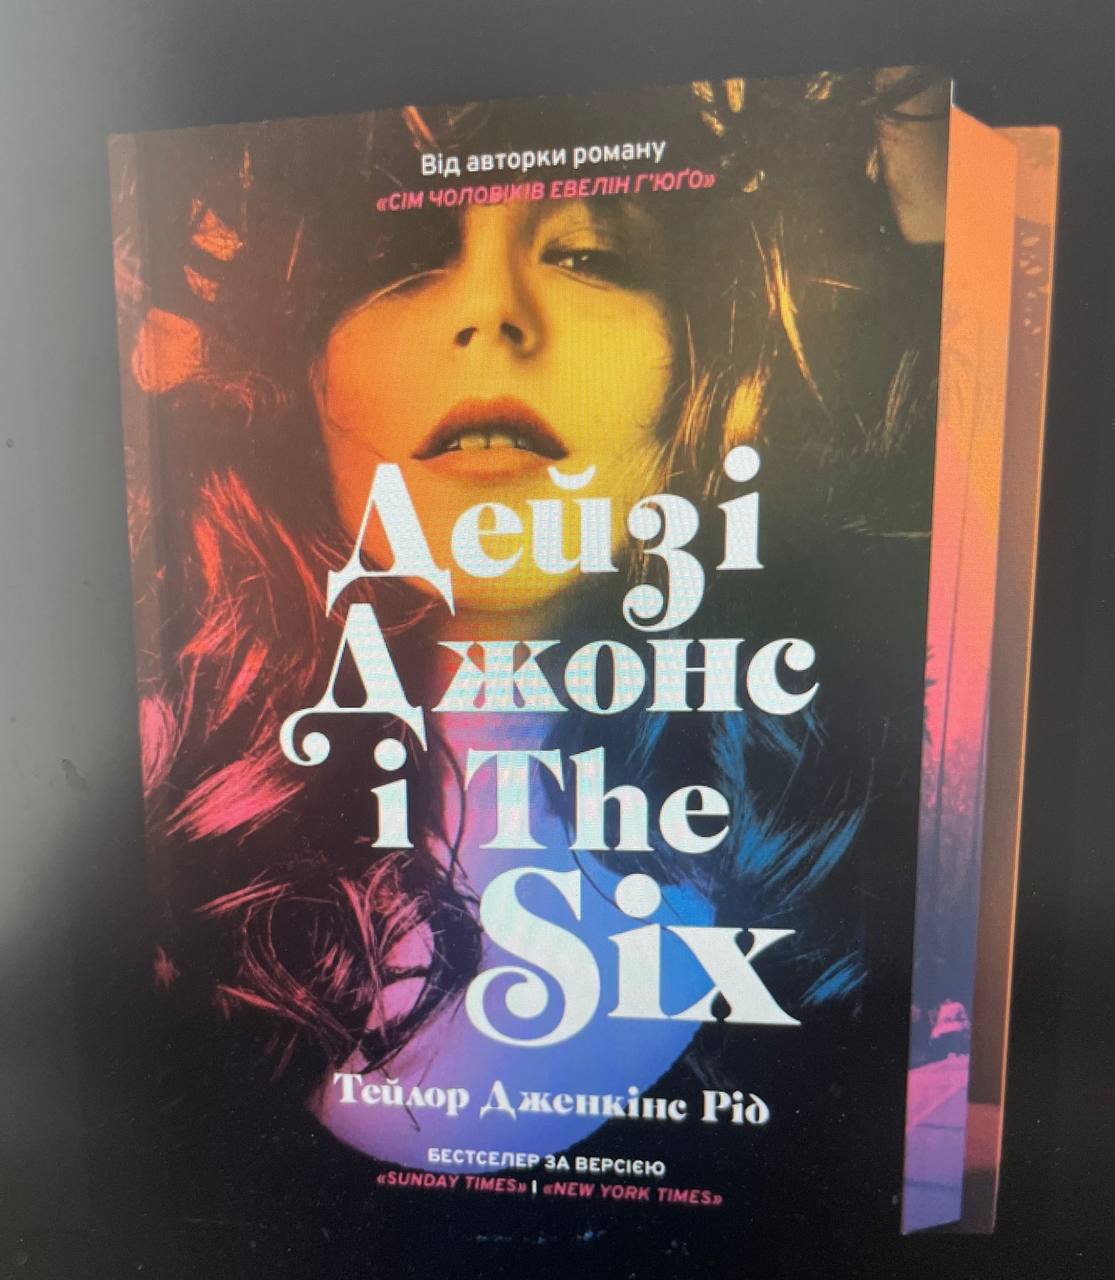 Від авторки роману
«СІМ ЧОЛОВІКІВ ЕВЕЛІН Г'ЮҐО»
Дейзі
Джонс
і The
Six
Тейлор Дженкінс Рід
БЕСТСЕЛЕР ЗА ВЕРСІЄЮ
«SUNDAY TIMES» І «NEW YORK TIMES»